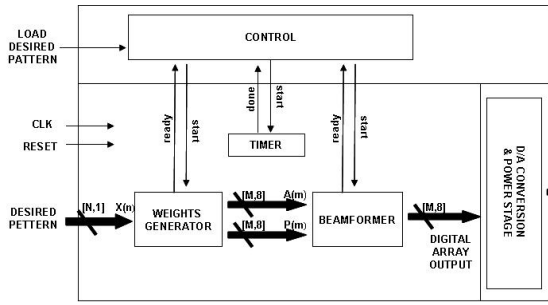 LOAD
DESIRED
PATTERN
CONTROL
ready
start
done
start
ready
start
CLK
RESET
TIMER
D/A CONVERSION
& POWER STAGE
DESIRED
PETTERN
[N,1] X(n)
WEIGHTS
GENERATOR
[M,8] A(m)
[M,8] P(m)
BEAMFORMER
[M,8]
DIGITAL
ARRAY
OUTPUT